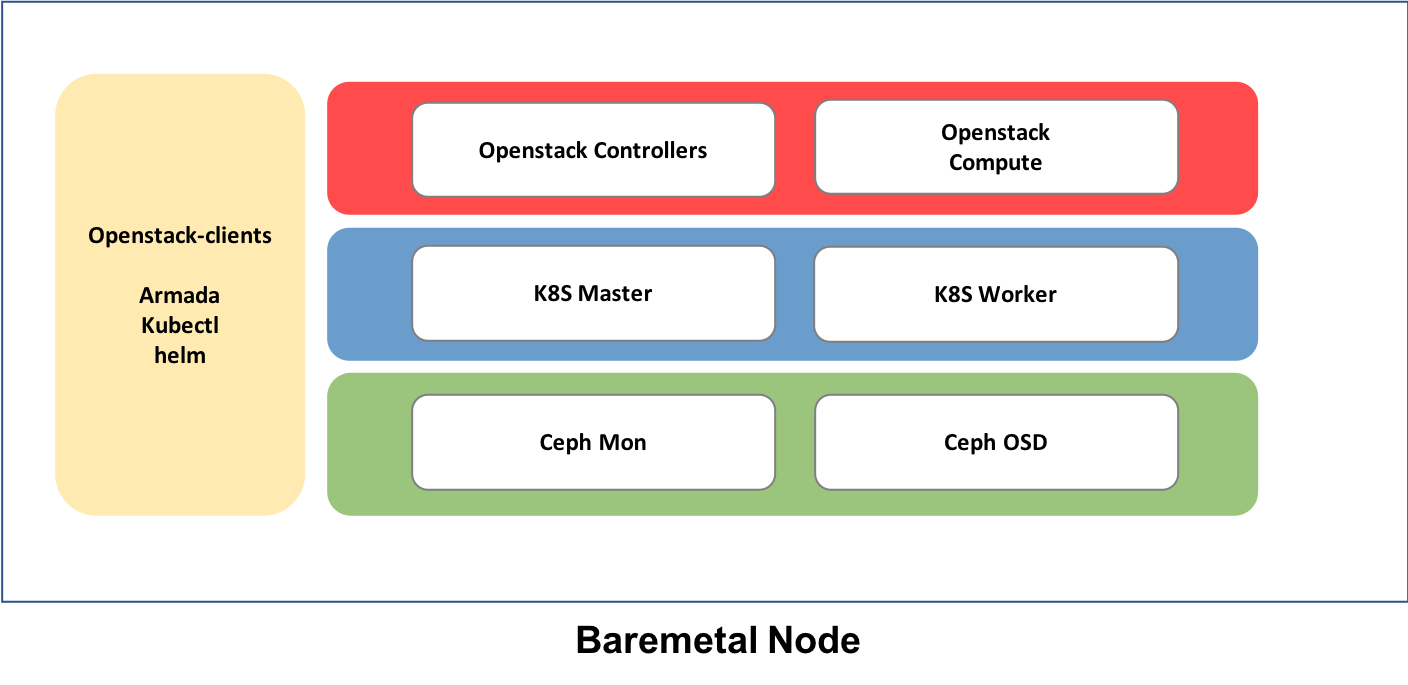 Openstack-clients
Armada
Kubectl
helm
Openstack Controllers
Openstack
Compute
K8S Master
K8S Worker
Ceph Mon
Ceph OSD
Baremetal Node